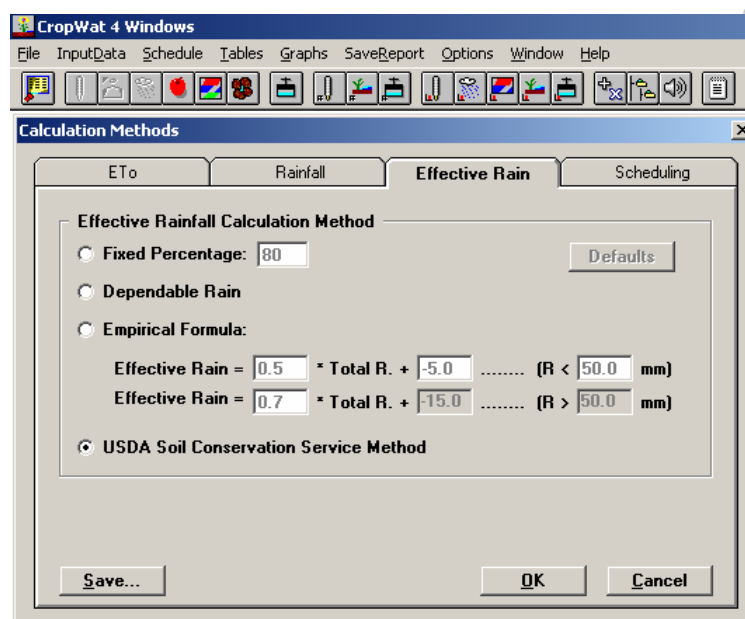 CropWat 4 Windows
File InputData Schedule Tables Graphs SaveReport Options Window Help
Calculation Methods
ETo Rainfall Effective Rain Scheduling
Effective Rainfall Calculation Method
Fixed Percentage: 80 Defaults
Dependable Rain
Empirical Formula:
Effective Rain = 0.5 * Total R. + -5.0 ........ (R < 50.0 mm)
Effective Rain = 0.7 * Total R. + -15.0 ........ (R > 50.0 mm)
USDA Soil Conservation Service Method
Save... OK Cancel